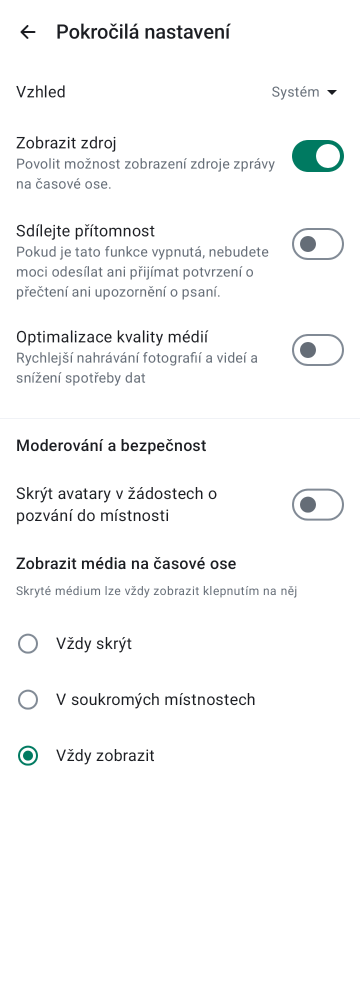 Pokročilá nastavení
Vzhled
Systém
Zobrazit zdroj
Povolit možnost zobrazení zdroje zprávy
na časové ose.
Sdílejte přítomnost
Pokud je tato funkce vypnutá, nebudete
moci odesílat ani přijímat potvrzení o
přečtení ani upozornění o psaní.
Optimalizace kvality médií
Rychlejší nahrávání fotografií a videí a
snížení spotřeby dat
Moderování a bezpečnost
Skrýt avatary v žádostech o
pozvání do místnosti
Zobrazit média na časové ose
Skryté médium lze vždy zobrazit klepnutím na něj
Vždy skrýt
V soukromých místnostech
Vždy zobrazit